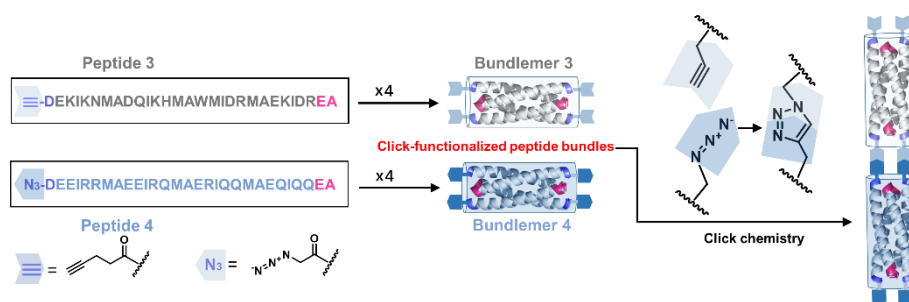 Peptide 3
Bundlemer 3
-DEKIKNMADQIKHMAWMIDRMAEKIDREA
x4
Click-functionalized peptide bundles
N3-DEEIRRMAEEIRQMAERIQQMAEQIQQEA
x4
Peptide 4
Bundlemer 4
Click chemistry
=
O
N3 =
-N=N+=N
O
N=N+=N-
N
N
N